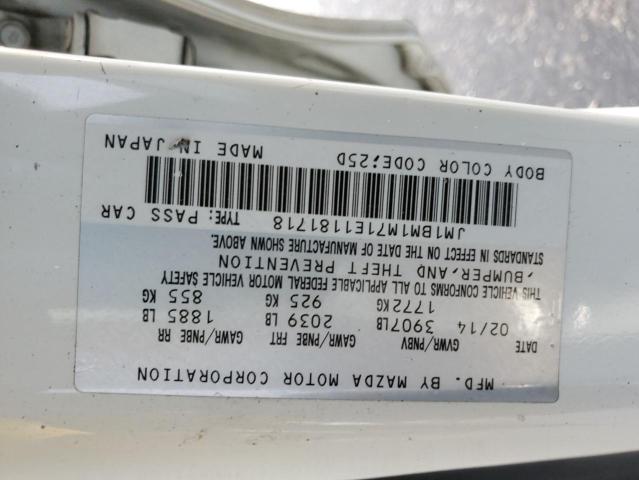 MFD. BY MAZDA MOTOR CORPORATION
DATE GVWR/PNBV GAWR/PNBE FRT GAWR/PNBE RR
02/14 3907LB 2039 LB 1885 LB
1772KG 925 KG 855 KG
THIS VEHICLE CONFORMS TO ALL APPLICABLE FEDERAL MOTOR VEHICLE SAFETY
,BUMPER,AND THEFT PREVENTION
STANDARDS IN EFFECT ON THE DATE OF MANUFACTURE SHOWN ABOVE.
JM1BM1M71E1181718 TYPE: PASS CAR
BODY COLOR CODE:25D MADE IN JAPAN